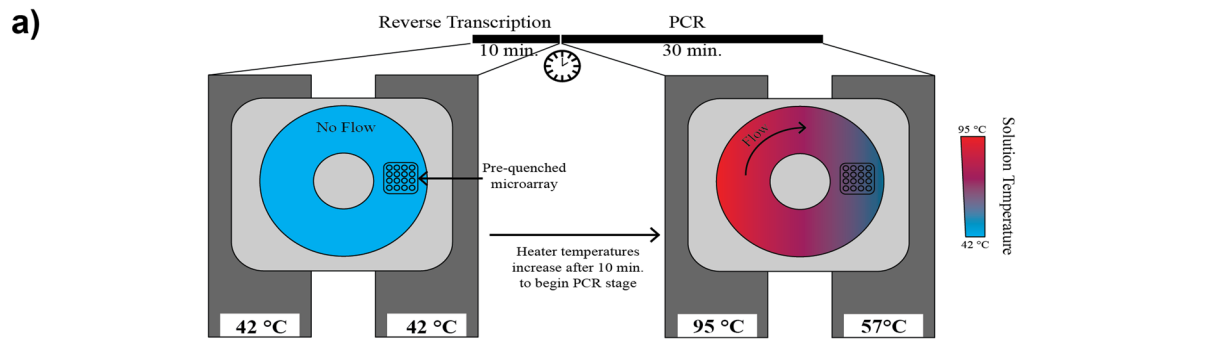 a)
Reverse Transcription
PCR
10 min.
30 min.
No Flow
Flow
Pre-quenched
microarray
Heater temperatures
increase after 10 min.
to begin PCR stage
42 °C
42 °C
95 °C
57°C
95 °C
42 °C
Solution Temperature